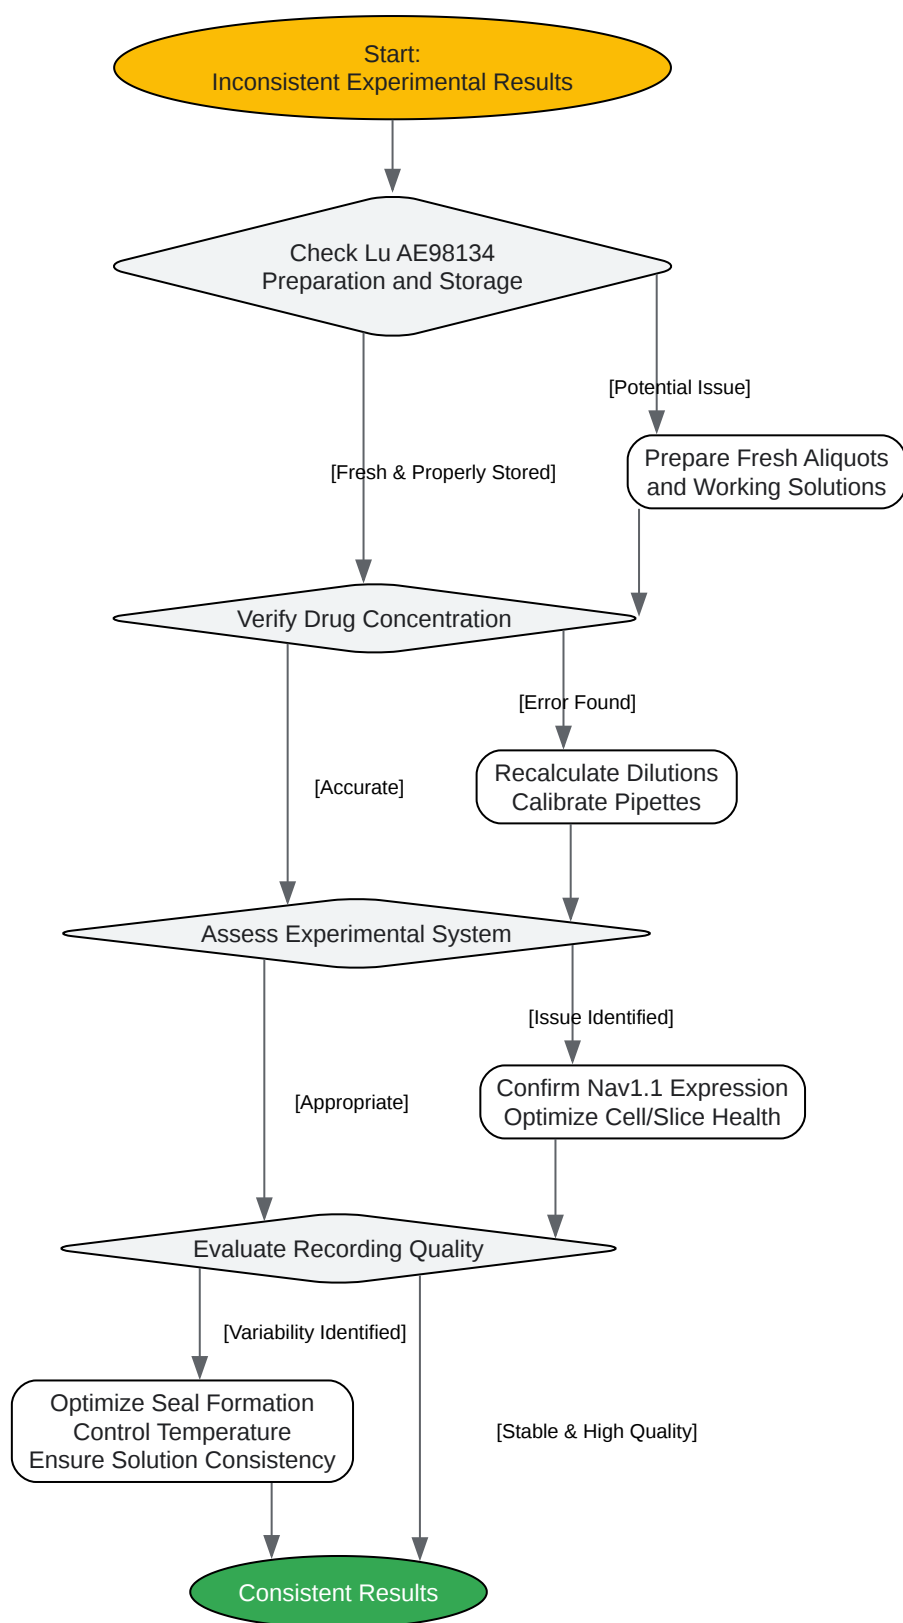 Start:
Inconsistent Experimental Results
Check Lu AE98134
Preparation and Storage
[Potential Issue]
Prepare Fresh Aliquots
and Working Solutions
[Fresh & Properly Stored]
Verify Drug Concentration
[Error Found]
Recalculate Dilutions
Calibrate Pipettes
[Accurate]
Assess Experimental System
[Issue Identified]
Confirm Nav1.1 Expression
Optimize Cell/Slice Health
[Appropriate]
Evaluate Recording Quality
[Variability Identified]
Optimize Seal Formation
Control Temperature
Ensure Solution Consistency
[Stable & High Quality]
Consistent Results